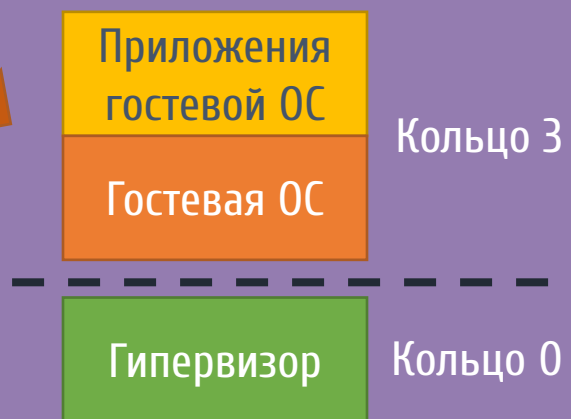 Приложения
гостевой ОС
Кольцо 3
Гостевая ОС
Гипервизор
Кольцо 0